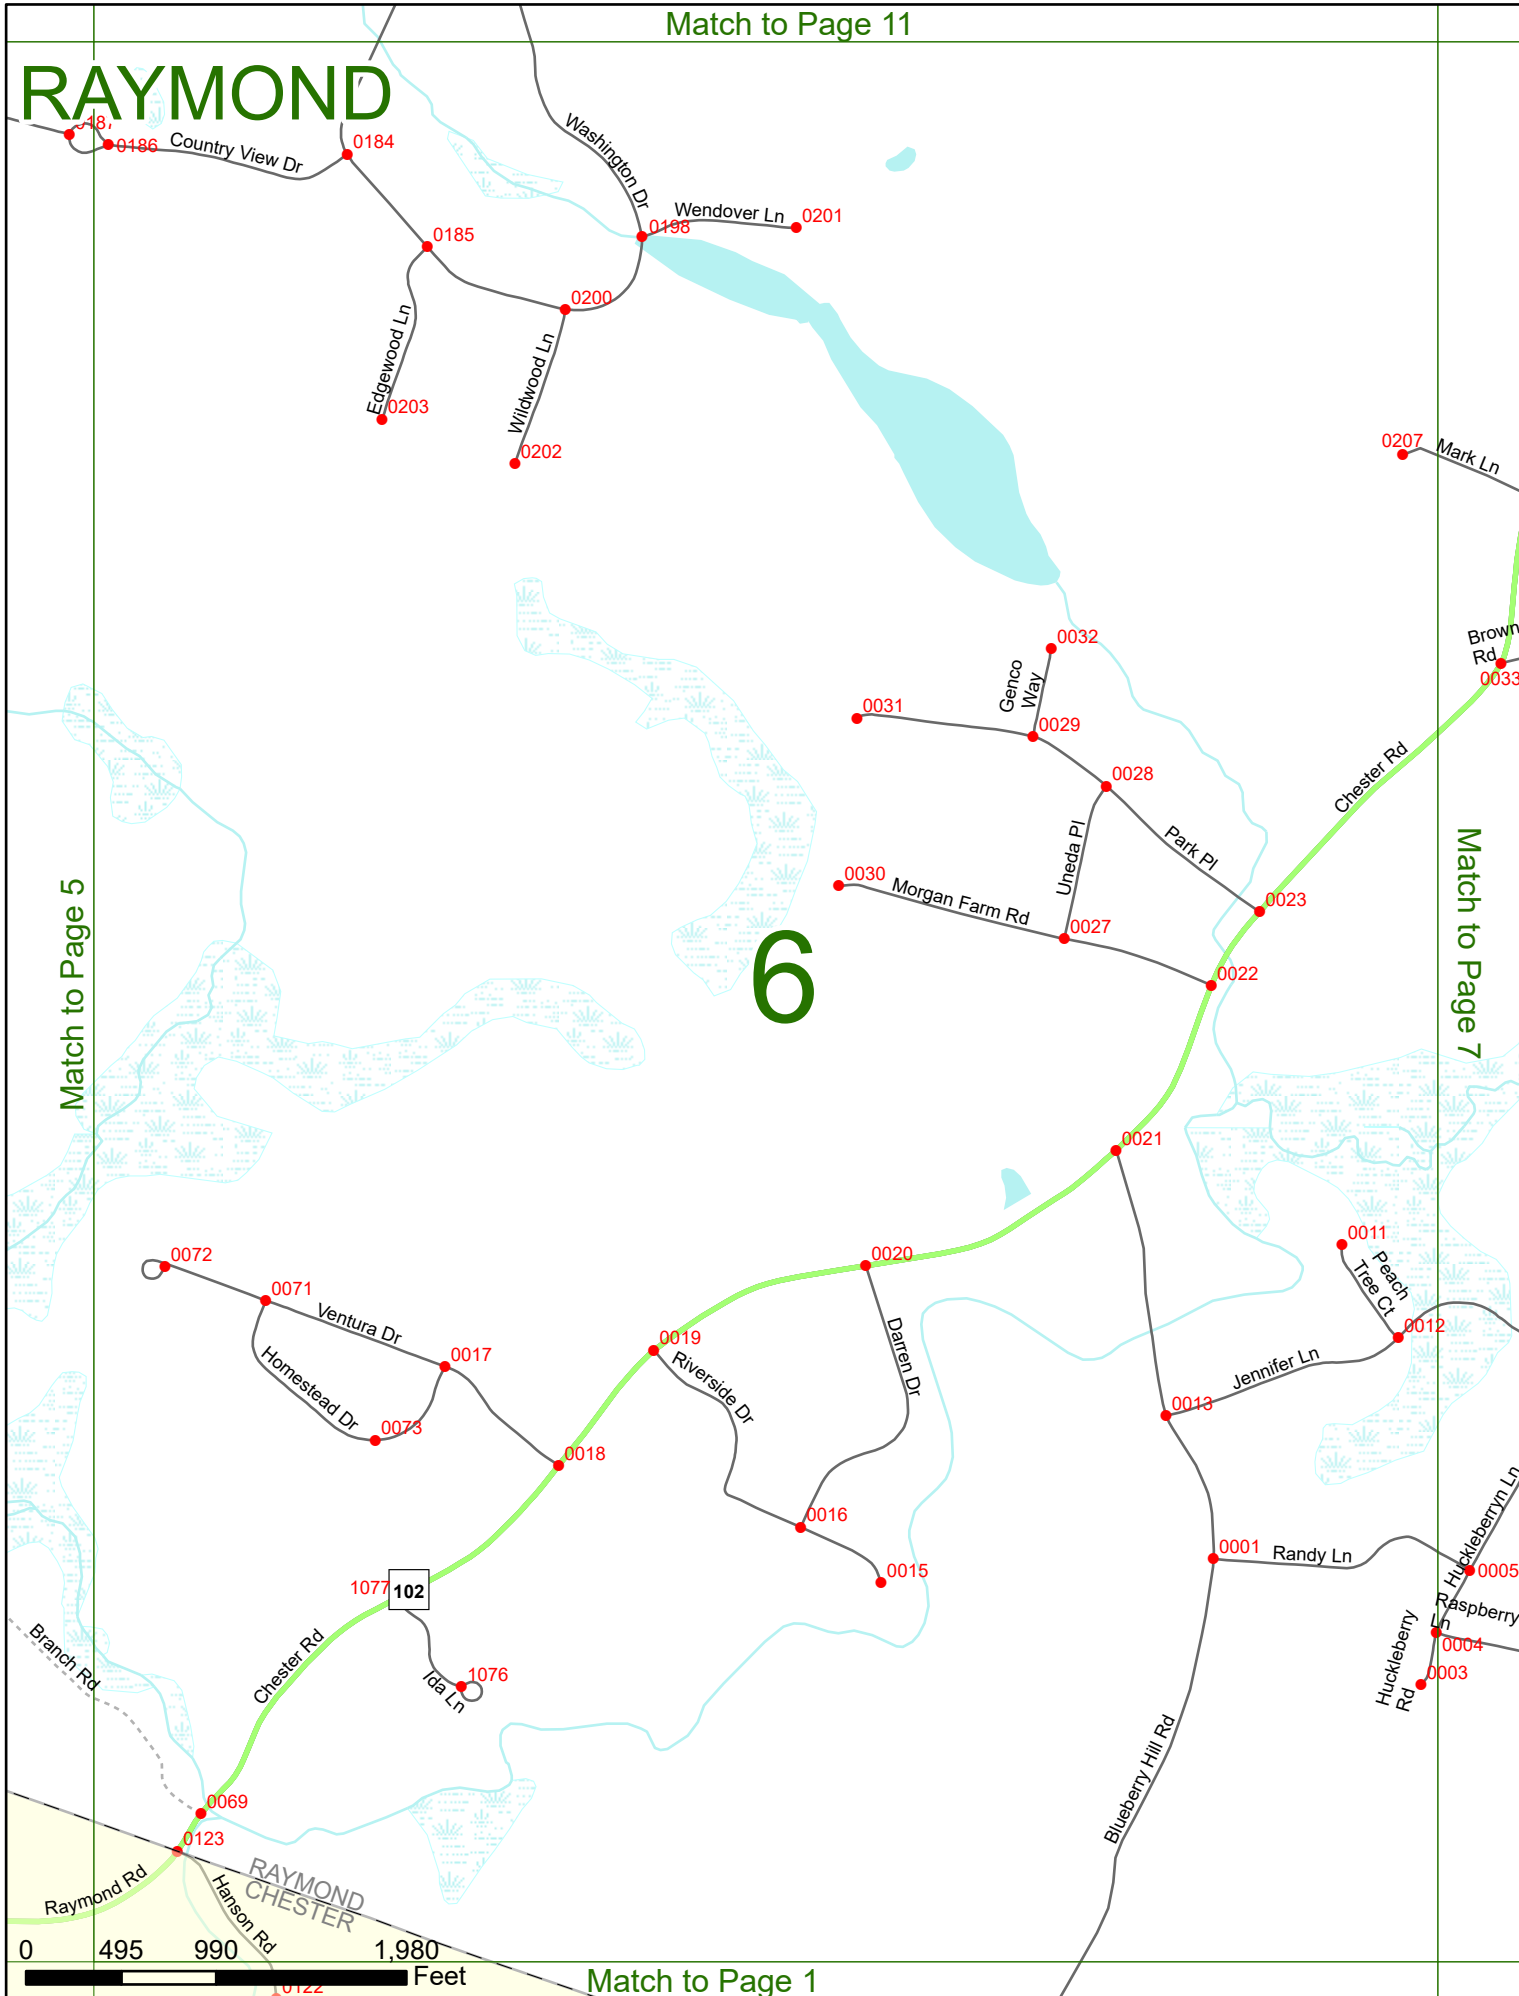 Match to Page 11
RAYMOND
0187
0186
Country View Dr
0184
Washington Dr
Wendover Ln
0201
0198
0185
0200
Edgewood Ln
0203
Wildwood Ln
0202
0207
Mark Ln
0032
Genco
Way
Brown
Rd
0033
0031
0029
0028
Chester Rd
Uneda Pl
Park Pl
Match to Page 7
Match to Page 5
0030
Morgan Farm Rd
0023
0027
6
0022
0021
0011
Peach
Tree Ct
0072
0020
0071
Ventura Dr
0012
0019
Darren Dr
Riverside Dr
0017
Homestead Dr
Jennifer Ln
0073
0013
0018
Huckleberryn Ln
0016
0001
Randy Ln
0005
0015
1077
102
Raspberry
Ln
Huckleberry
Rd
0004
0003
Branch Rd
Chester Rd
1076
Ida Ln
Blueberry Hill Rd
0069
0123
RAYMOND
CHESTER
Raymond Rd
Hanson Rd
0 495 990 1,980
Feet
0122
Match to Page 1